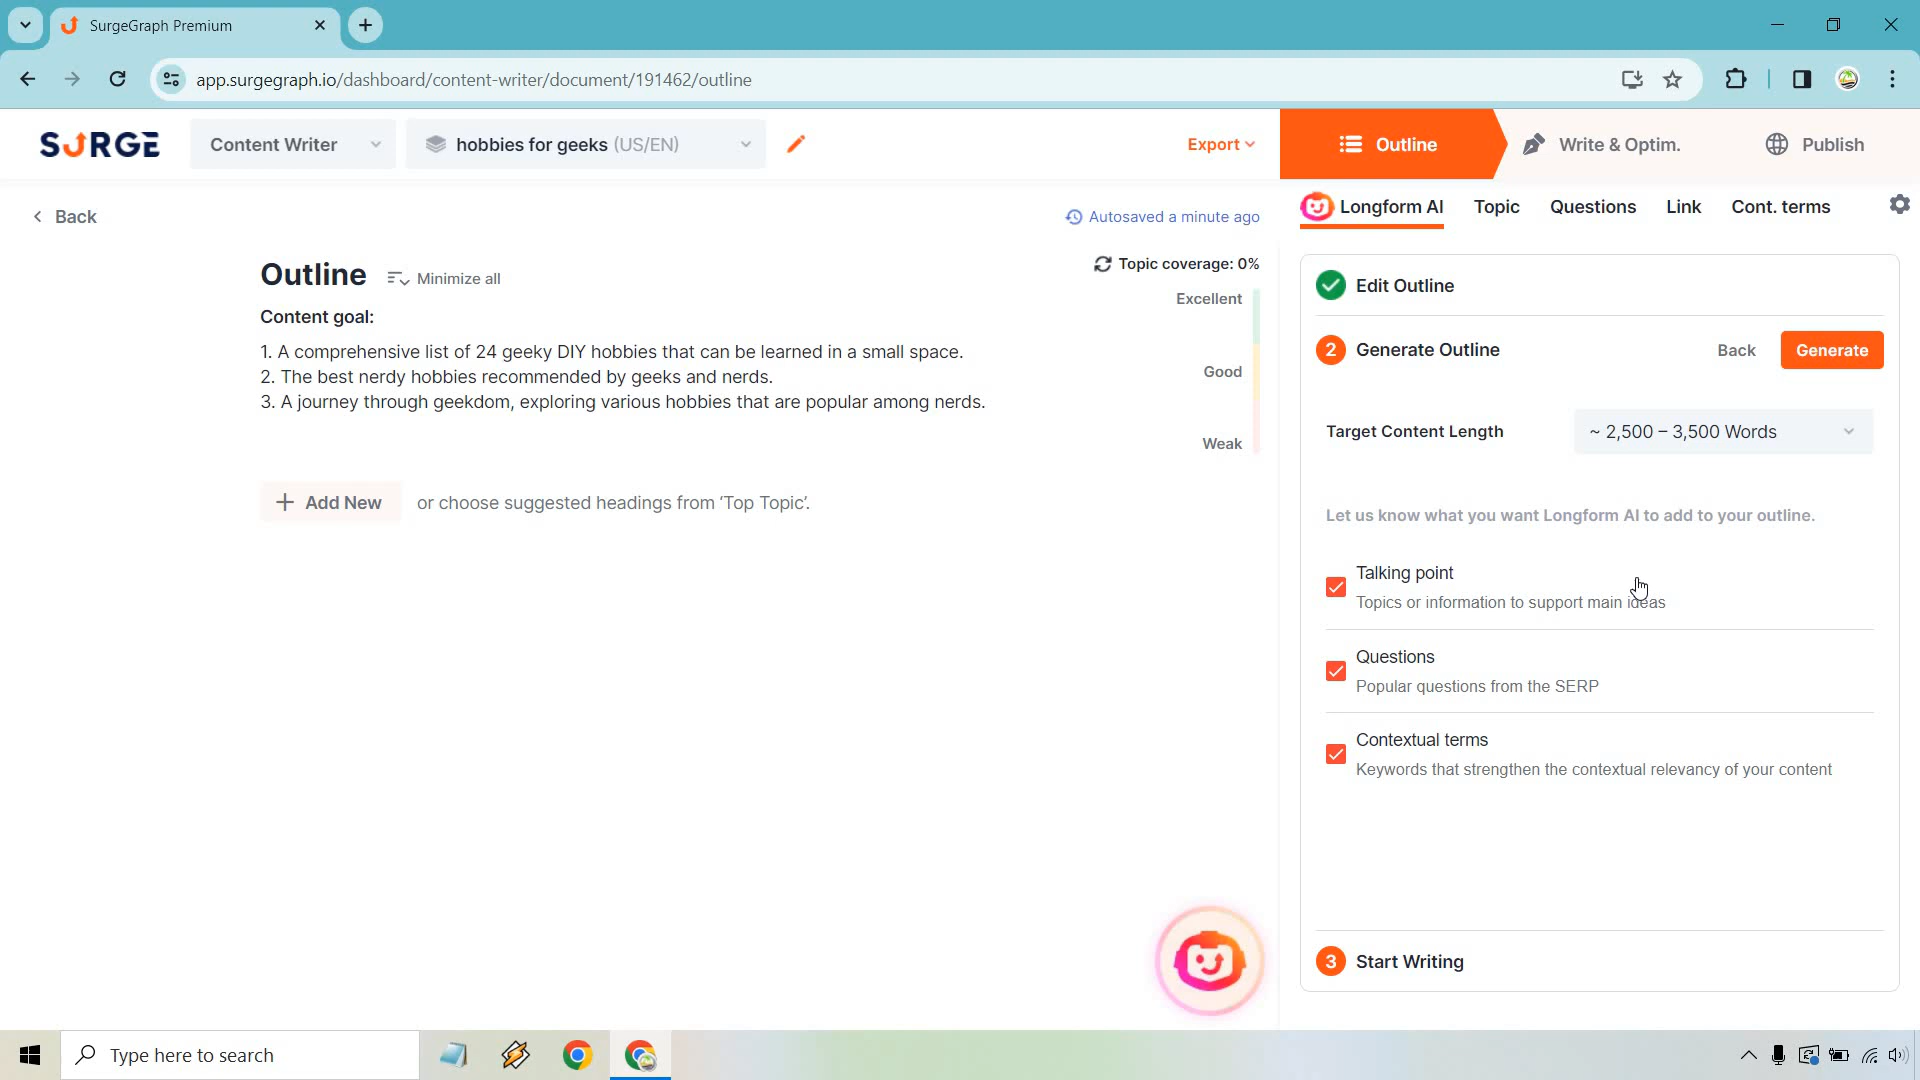 SurgeGraph Premium
app.surgegraph.io/dashboard/content-writer/document/191462/outline
SURGE
Content Writer
hobbies for geeks (US/EN)
Export
Outline
Write & Optim.
Publish
Back
Autosaved a minute ago
Longform AI
Topic
Questions
Link
Cont. terms
Outline
Minimize all
Topic coverage: 0%
Excellent
Good
Weak
Content goal:
1. A comprehensive list of 24 geeky DIY hobbies that can be learned in a small space.
2. The best nerdy hobbies recommended by geeks and nerds.
3. A journey through geekdom, exploring various hobbies that are popular among nerds.
Add New
or choose suggested headings from ‘Top Topic’.
Edit Outline
2 Generate Outline
Back
Generate
Target Content Length
~ 2,500 – 3,500 Words
Let us know what you want Longform AI to add to your outline.
Talking point
Topics or information to support main ideas
Questions
Popular questions from the SERP
Contextual terms
Keywords that strengthen the contextual relevancy of your content
3 Start Writing
Type here to search